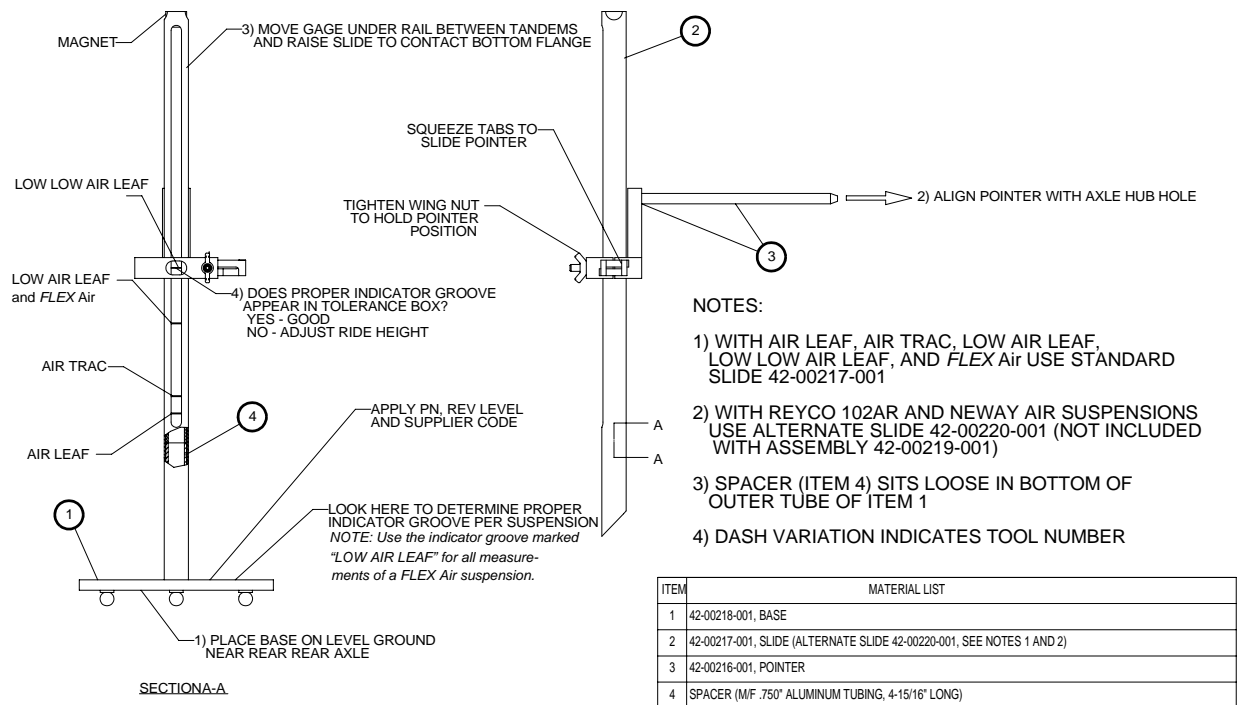 MAGNET
3) MOVE GAGE UNDER RAIL BETWEEN TANDEMS
AND RAISE SLIDE TO CONTACT BOTTOM FLANGE
LOW LOW AIR LEAF
LOW AIR LEAF
and FLEX Air
4) DOES PROPER INDICATOR GROOVE
APPEAR IN TOLERANCE BOX?
YES - GOOD
NO - ADJUST RIDE HEIGHT
AIR TRAC
AIR LEAF
4
APPLY PN, REV LEVEL
AND SUPPLIER CODE
1
LOOK HERE TO DETERMINE PROPER
INDICATOR GROOVE PER SUSPENSION
NOTE: Use the indicator groove marked
“LOW AIR LEAF” for all measure-
ments of a FLEX Air suspension.
1) PLACE BASE ON LEVEL GROUND
NEAR REAR REAR AXLE
SECTIONA-A
2
SQUEEZE TABS TO
SLIDE POINTER
TIGHTEN WING NUT
TO HOLD POINTER
POSITION
2) ALIGN POINTER WITH AXLE HUB HOLE
3
A
A
NOTES:
1) WITH AIR LEAF, AIR TRAC, LOW AIR LEAF,
LOW LOW AIR LEAF, AND FLEX Air USE STANDARD
SLIDE 42-00217-001
2) WITH REYCO 102AR AND NEWAY AIR SUSPENSIONS
USE ALTERNATE SLIDE 42-00220-001 (NOT INCLUDED
WITH ASSEMBLY 42-00219-001)
3) SPACER (ITEM 4) SITS LOOSE IN BOTTOM OF
OUTER TUBE OF ITEM 1
4) DASH VARIATION INDICATES TOOL NUMBER
ITEM MATERIAL LIST
1 42-00218-001, BASE
2 42-00217-001, SLIDE (ALTERNATE SLIDE 42-00220-001, SEE NOTES 1 AND 2)
3 42-00216-001, POINTER
4 SPACER (M/F .750" ALUMINUM TUBING, 4-15/16" LONG)